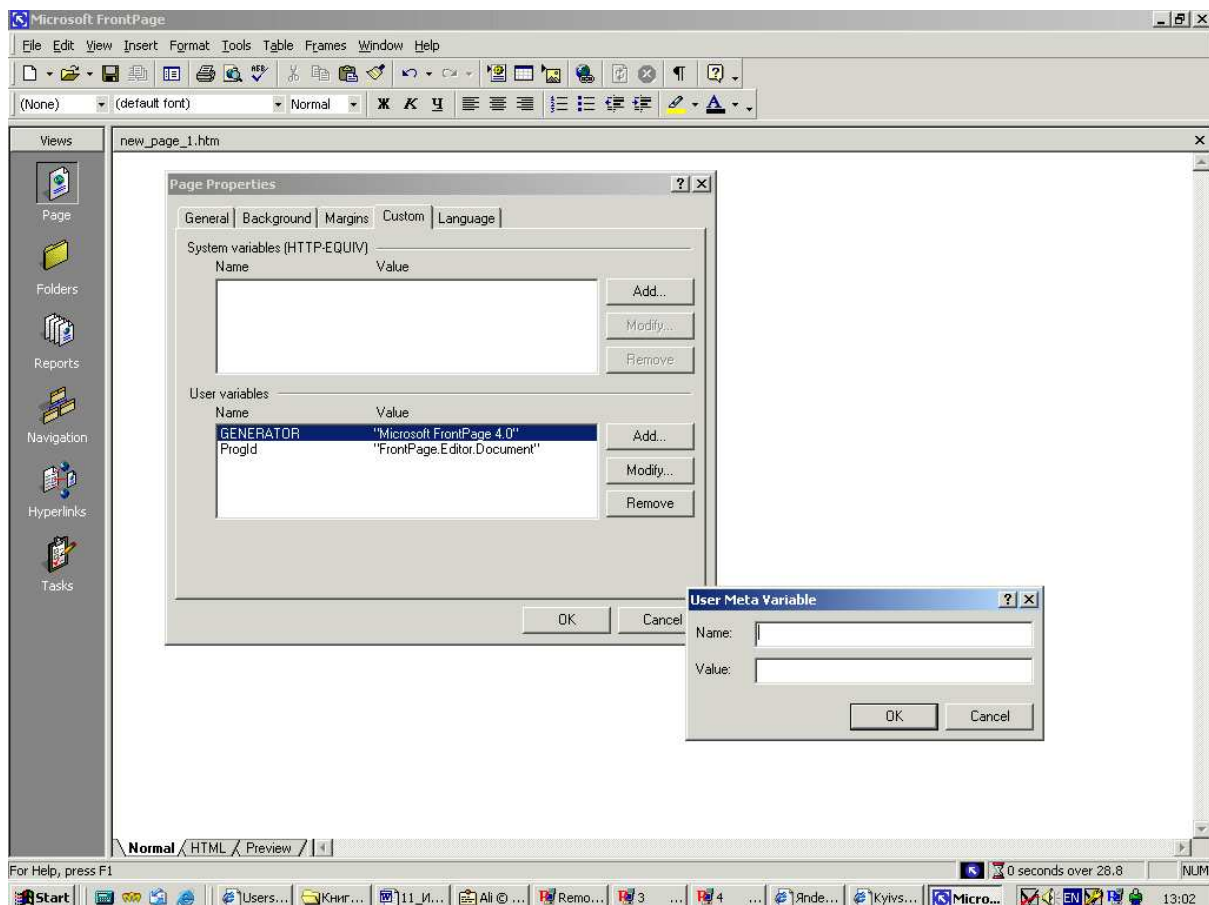 Microsoft FrontPage
File Edit View Insert Format Tools Table Frames Window Help
(None) (default font) Normal Ж К Ч A
Views new_page_1.htm
Page
Folders
Reports
Navigation
Hyperlinks
Tasks
Page Properties
General Background Margins Custom Language
System variables (HTTP-EQUIV)
Name Value
Add...
Modify...
Remove
User variables
Name Value
GENERATOR "Microsoft FrontPage 4.0"
ProgId "FrontPage.Editor.Document"
Add...
Modify...
Remove
OK Cancel
User Meta Variable
Name:
Value:
OK Cancel
Normal HTML Preview
For Help, press F1 0 seconds over 28.8 NUM
Start Users... Книг... 11_И... Ali © ... Remo... 3 ... 4 ... Янде... Kyivs... Micro... EN 13:02